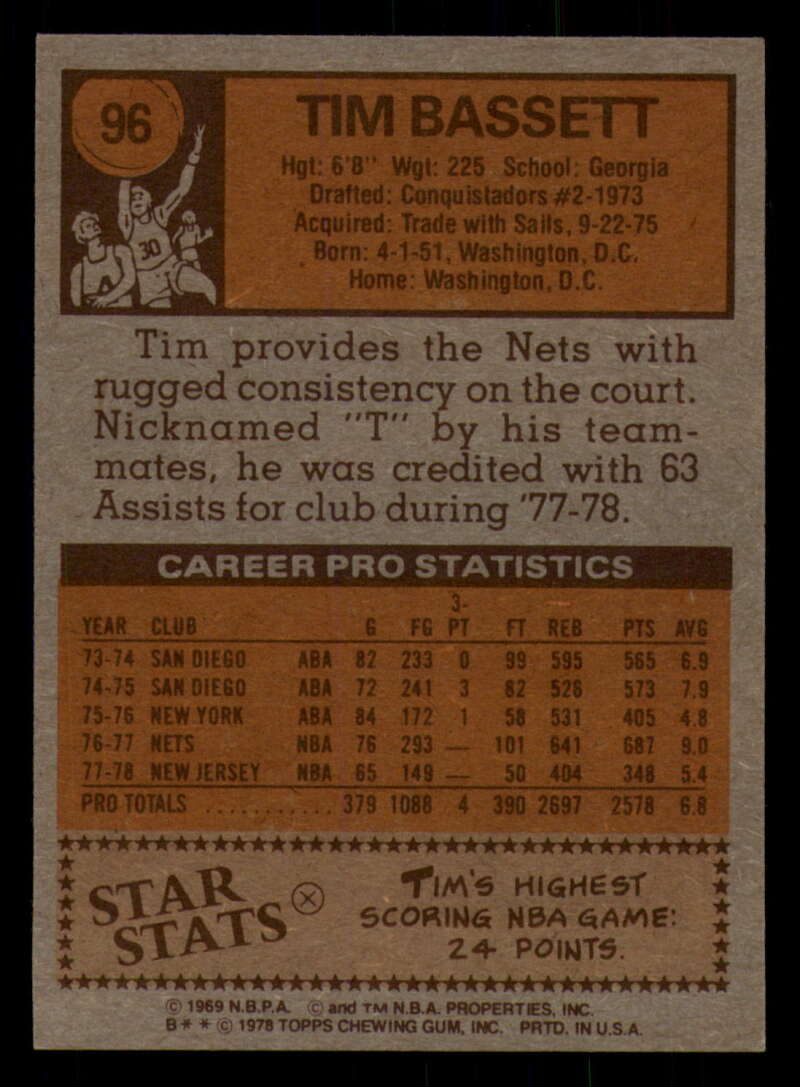 96
TIM BASSETT
Hgt: 6'8" Wgt: 225 School: Georgia
Drafted: Conquistadors #2-1973
Acquired: Trade with Sails, 9-22-75
Born: 4-1-51, Washington, D.C.
Home: Washington, D.C.
30
A
Tim provides the Nets with
rugged consistency on the court.
Nicknamed "T" by his team-
mates, he was credited with 63
Assists for club during '77-78.
CAREER PRO STATISTICS
YEAR CLUB G FG 3-PT FT REB PTS AVG
73-74 SAN DIEGO ABA 82 233 0 99 595 565 6.9
74-75 SAN DIEGO ABA 72 241 3 82 526 573 7.9
75-76 NEW YORK ABA 84 172 1 58 531 405 4.8
76-77 NETS NBA 76 293 — 101 641 687 9.0
77-78 NEW JERSEY NBA 65 149 — 50 404 348 5.4
PRO TOTALS ............ 379 1088 4 390 2697 2578 6.8
STAR
STATS
TIM'S HIGHEST
SCORING NBA GAME:
24 POINTS.
© 1969 N.B.P.A. © and TM N.B.A. PROPERTIES, INC.
B* * © 1978 TOPPS CHEWING GUM, INC. PRTD. IN U.S.A.